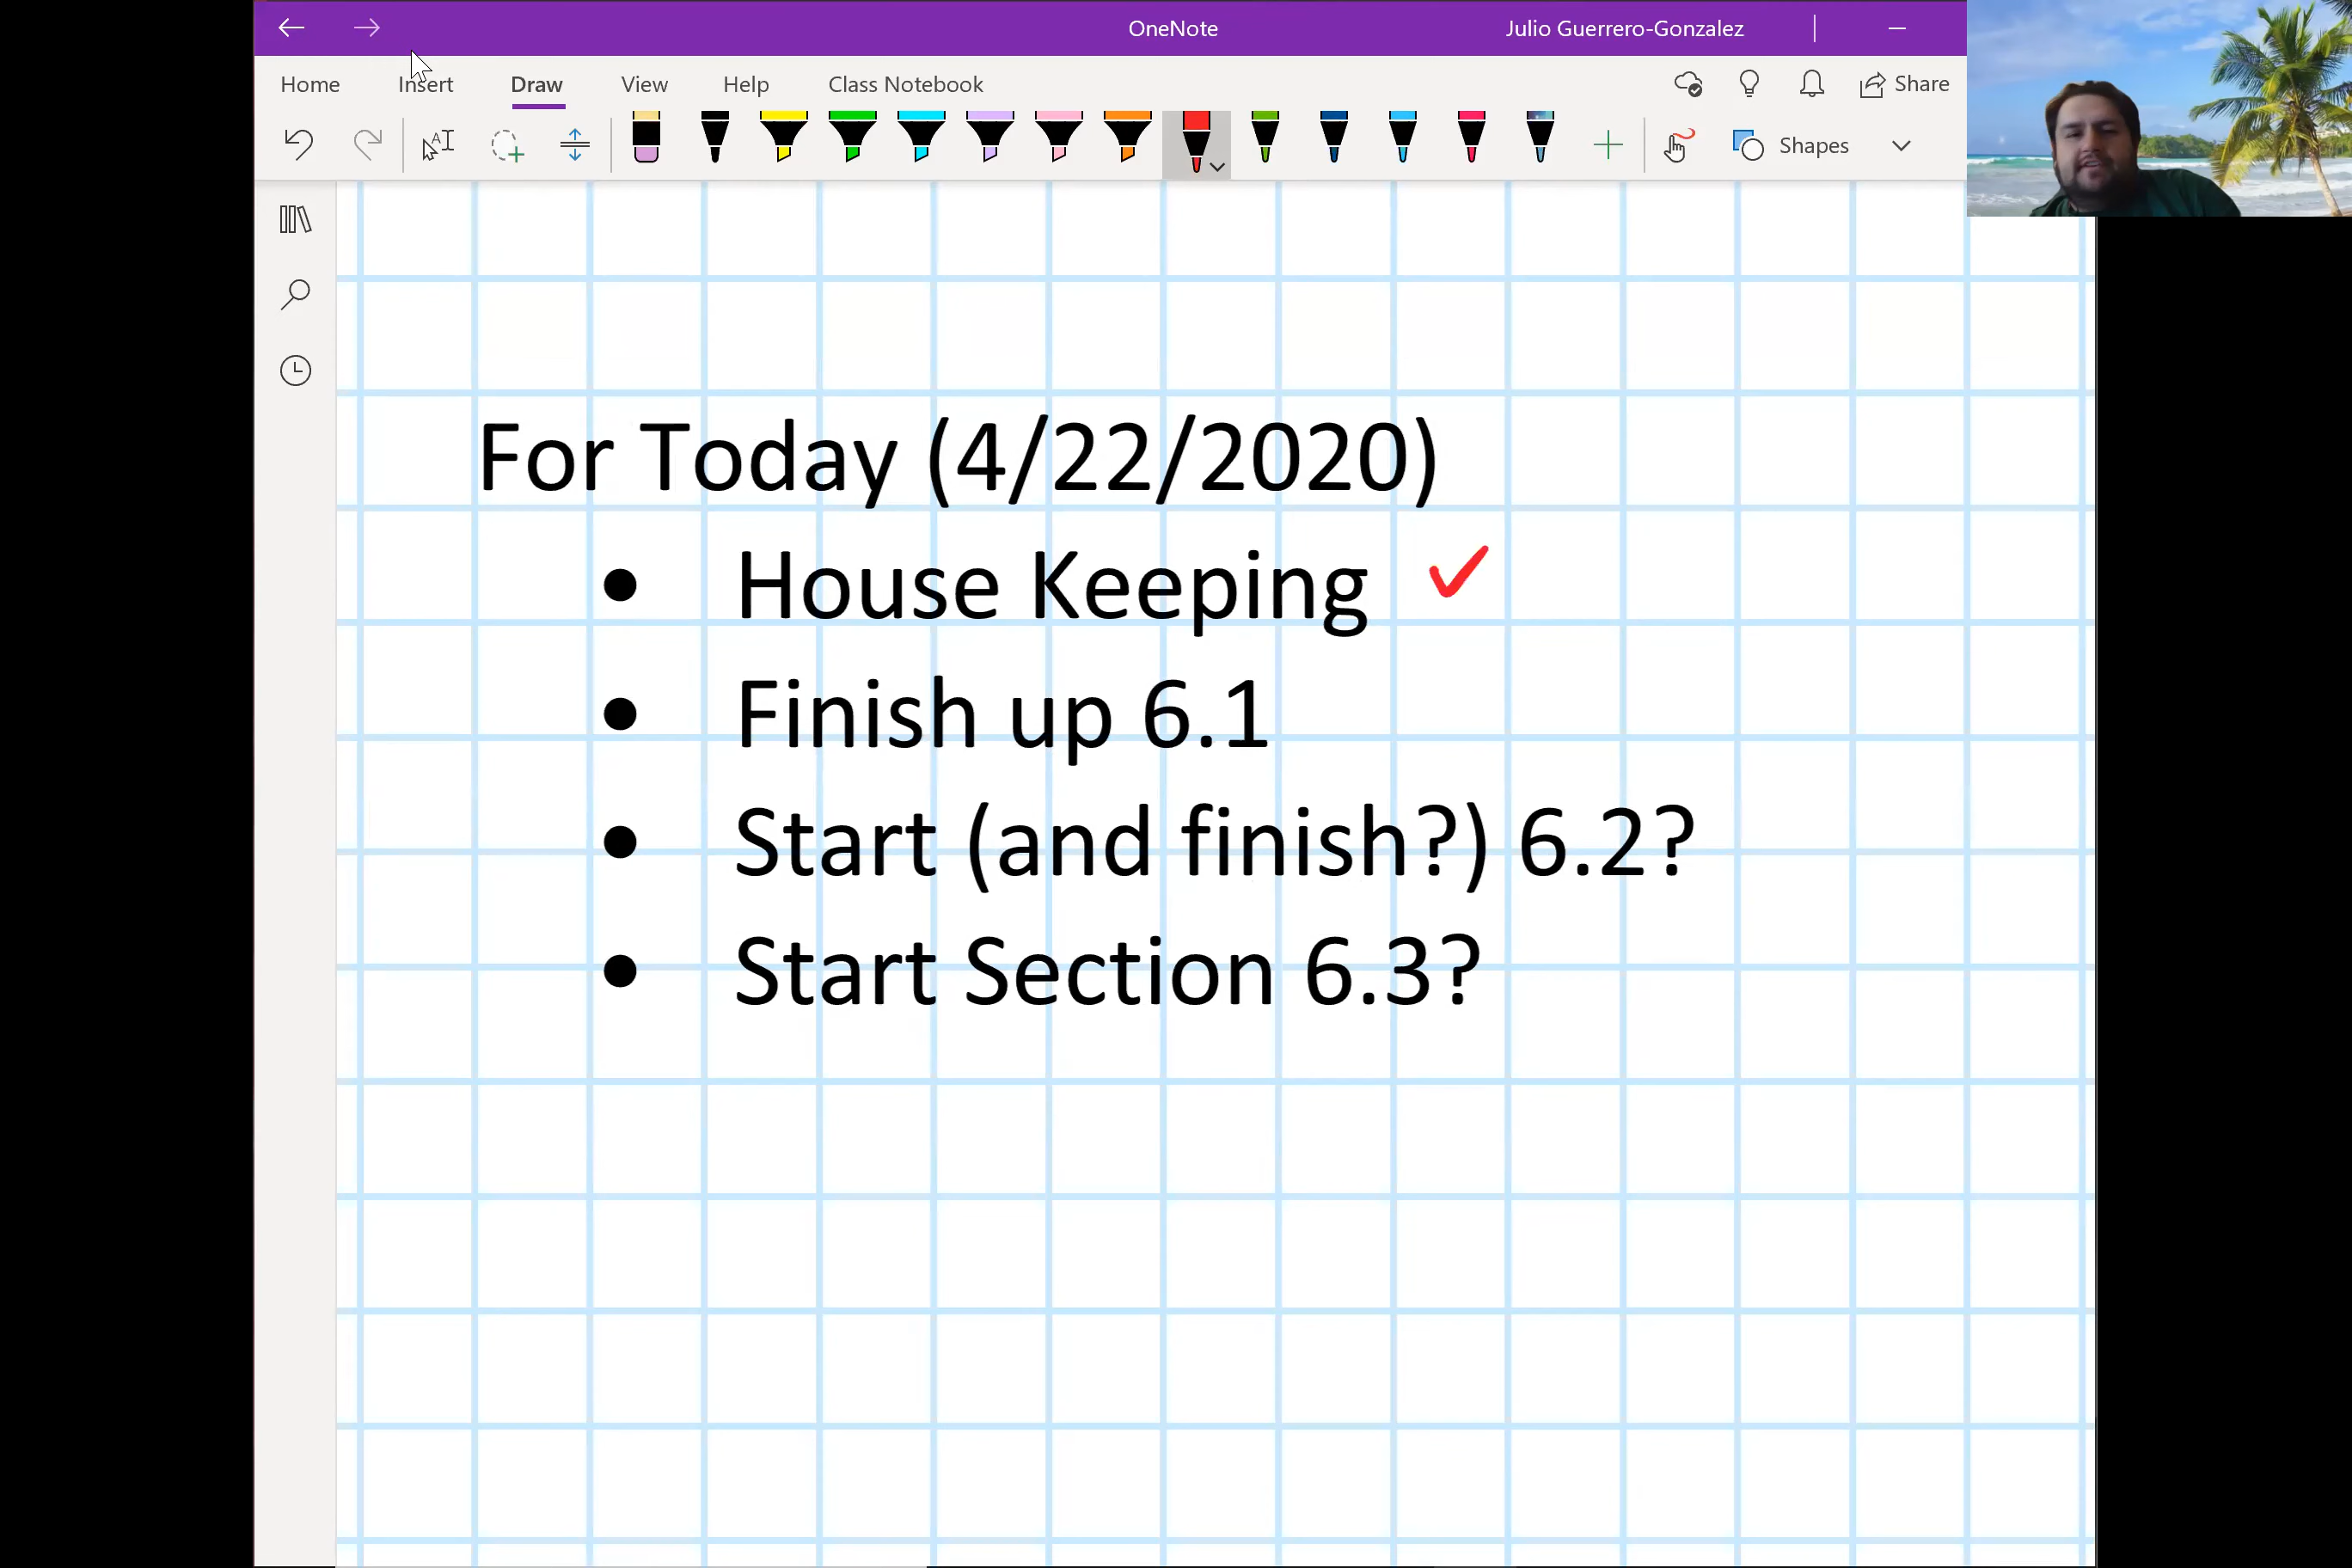 OneNote
Julio Guerrero-Gonzalez
Home Insert Draw View Help Class Notebook Share
Shapes
For Today (4/22/2020)
• House Keeping ✓
• Finish up 6.1
• Start (and finish?) 6.2?
• Start Section 6.3?